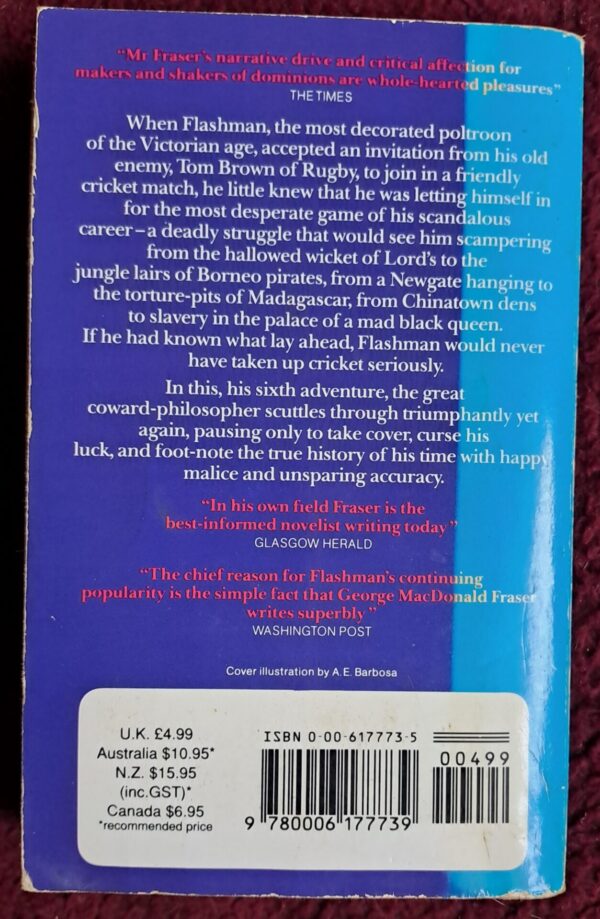 "Mr Fraser's narrative drive and critical affection for
makers and shakers of dominions are whole-hearted pleasures"
THE TIMES
When Flashman, the most decorated poltroon
of the Victorian age, accepted an invitation from his old
enemy, Tom Brown of Rugby, to join in a friendly
cricket match, he little knew that he was letting himself in
for the most desperate game of his scandalous
career–a deadly struggle that would see him scampering
from the hallowed wicket of Lord's to the
jungle lairs of Borneo pirates, from a Newgate hanging to
the torture-pits of Madagascar, from Chinatown dens
to slavery in the palace of a mad black queen.
If he had known what lay ahead, Flashman would never
have taken up cricket seriously.
In this, his sixth adventure, the great
coward-philosopher scuttles through triumphantly yet
again, pausing only to take cover, curse his
luck, and foot-note the true history of his time with happy
malice and unsparing accuracy.
"In his own field Fraser is the
best-informed novelist writing today"
GLASGOW HERALD
"The chief reason for Flashman's continuing
popularity is the simple fact that George MacDonald Fraser
writes superbly"
WASHINGTON POST
Cover illustration by A.E. Barbosa
U.K. £4.99
Australia $10.95*
N.Z. $15.95
(inc.GST)*
Canada $6.95
*recommended price
ISBN 0-00-617773-5
00499
9 780006 177739